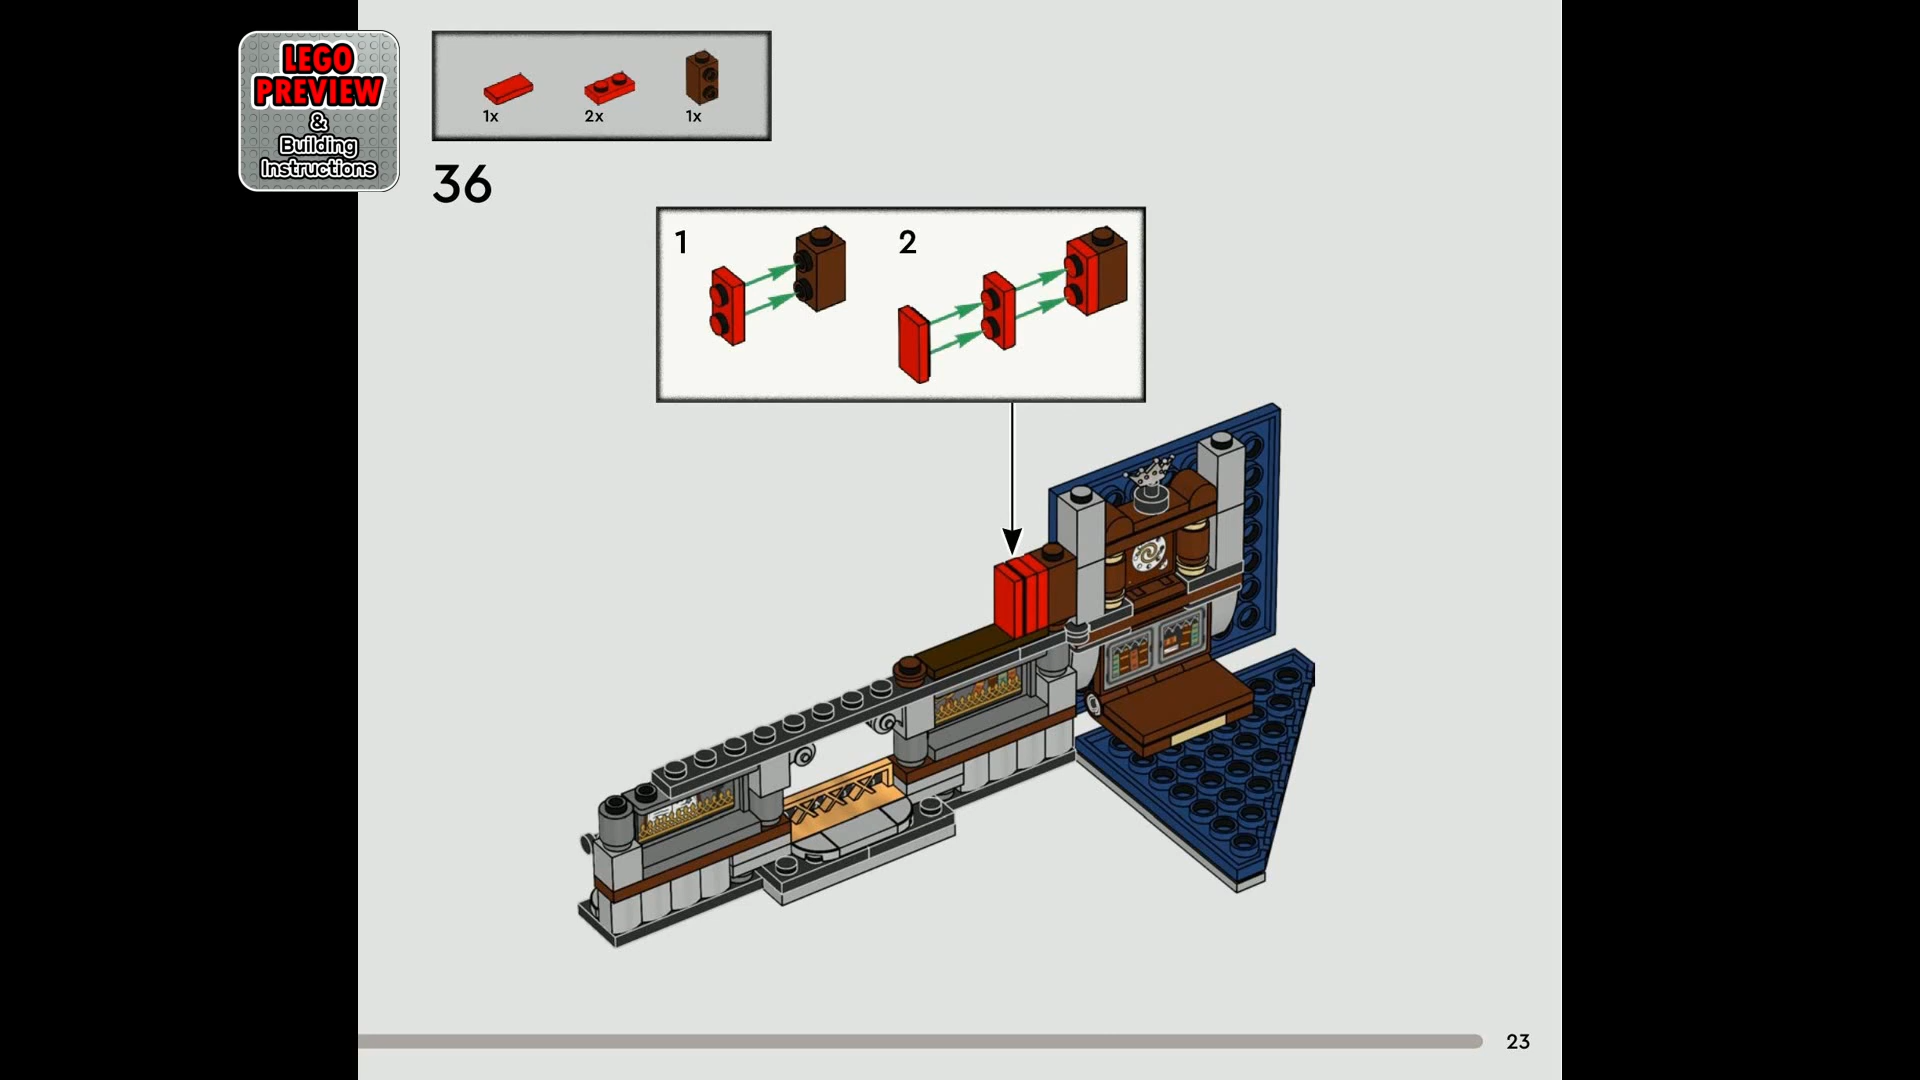 LEGO
PREVIEW
&
Building
Instructions
1x
2x
1x
36
1
2
23